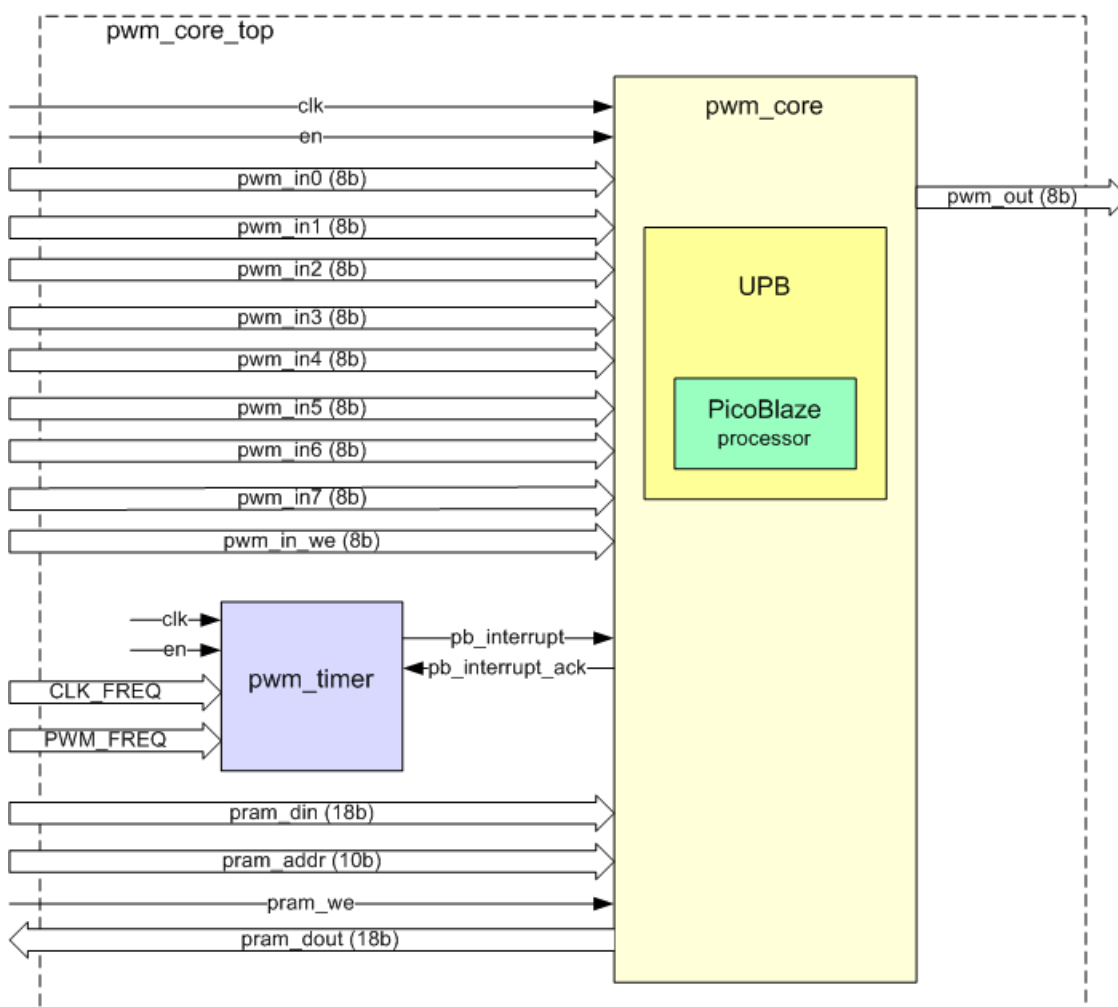 pwm_core_top
clk
en
pwm_in0 (8b)
pwm_in1 (8b)
pwm_in2 (8b)
pwm_in3 (8b)
pwm_in4 (8b)
pwm_in5 (8b)
pwm_in6 (8b)
pwm_in7 (8b)
pwm_in_we (8b)
pwm_core
UPB
PicoBlaze
processor
pwm_out (8b)
clk
en
CLK_FREQ
PWM_FREQ
pwm_timer
pb_interrupt
pb_interrupt_ack
pram_din (18b)
pram_addr (10b)
pram_we
pram_dout (18b)